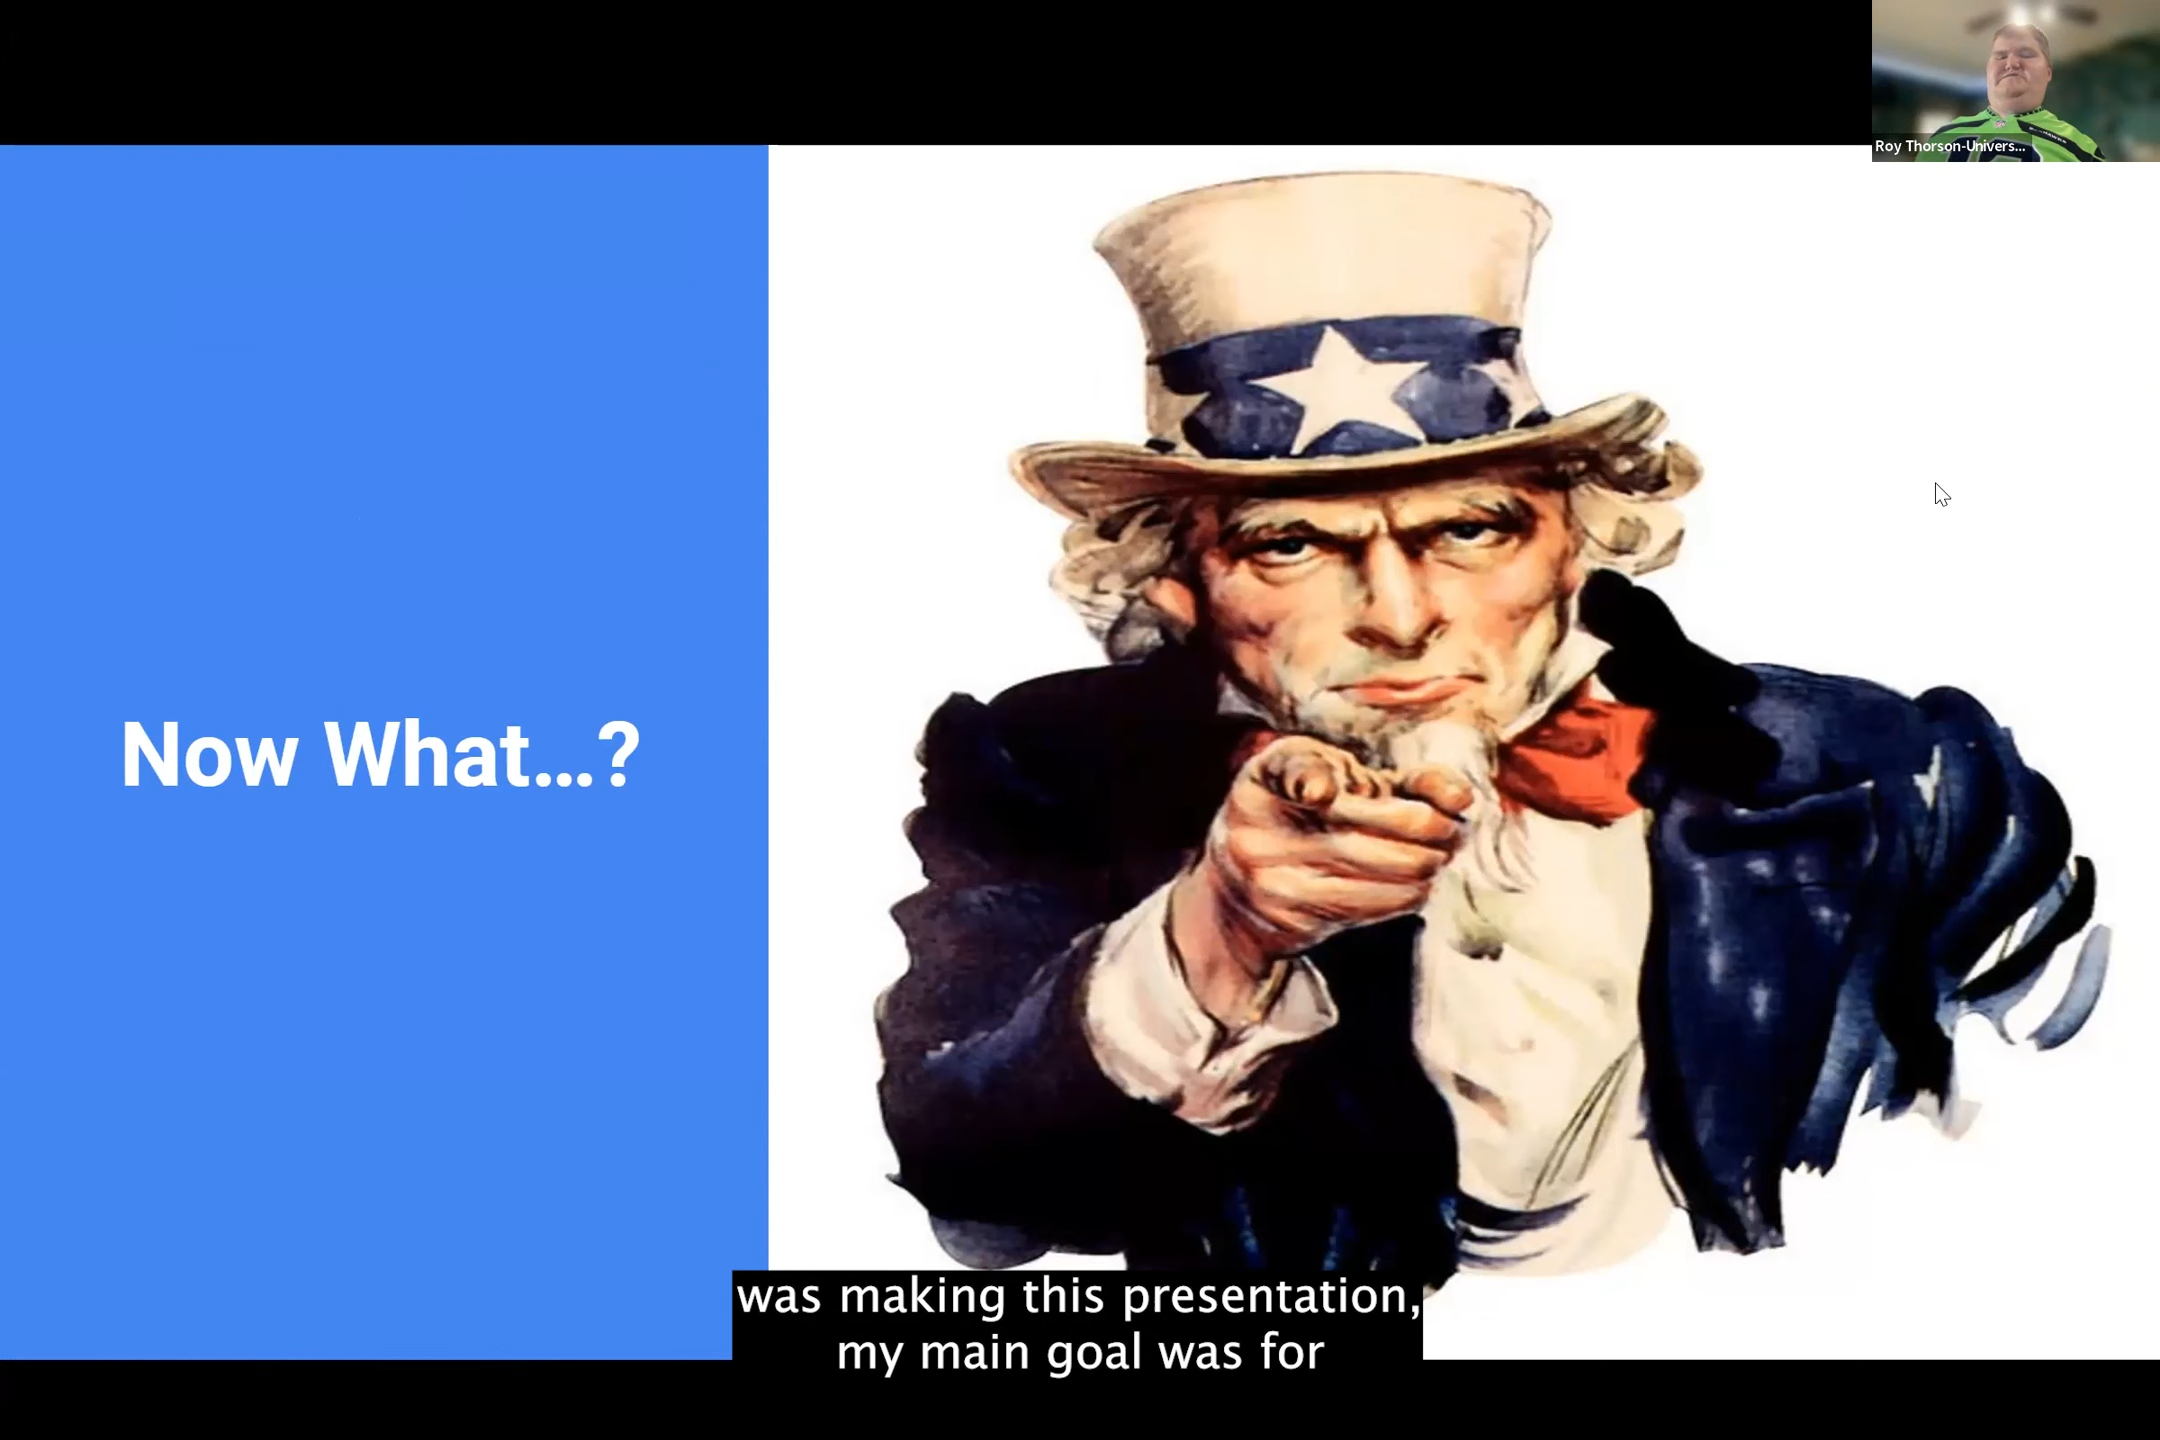 Roy Thorson-Univers...
Now What...?
was making this presentation,
my main goal was for